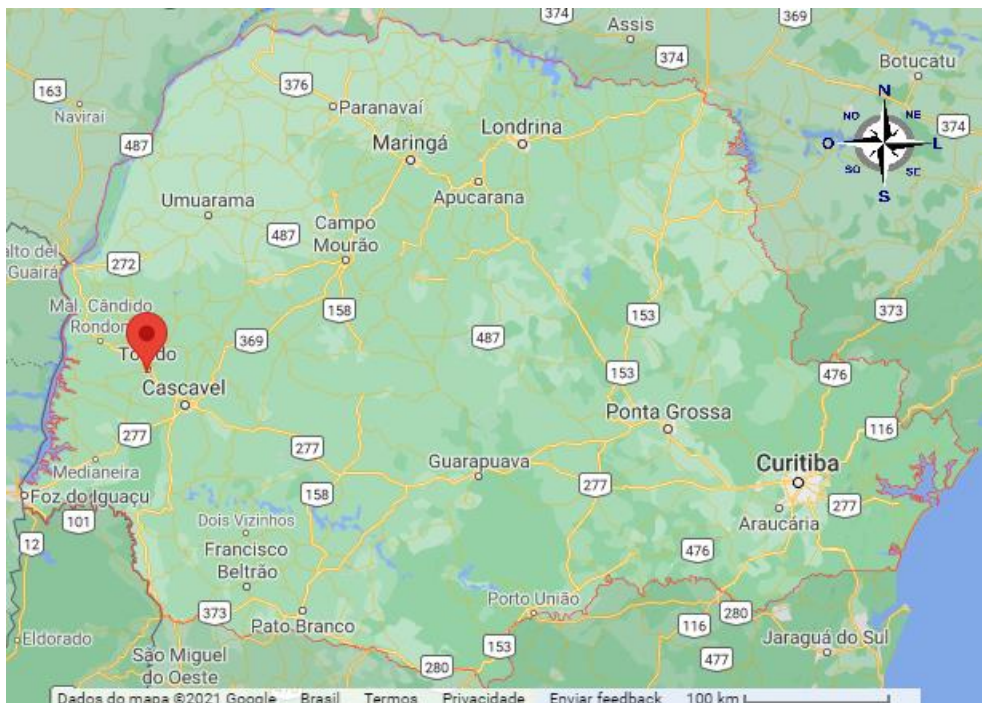 374
369
Assis
374
Botucatu
163
376
Paranavaí
Naviraí
N
NO
NE
374
487
Londrina
Maringá
O
L
SO
SE
Apucarana
S
Umuarama
Campo
Mourão
487
alto del
Guairá
272
Mal. Cândido
158
153
373
369
487
153
476
Cascavel
Ponta Grossa
277
116
277
Guarapuava
Curitiba
Medianeira
277
Foz do Iguaçu
158
277
101
Dois Vizinhos
Araucária
12
Francisco
Beltrão
476
373
Porto União
280
Pato Branco
116
Eldorado
153
Jaraguá do Sul
São Miguel
do Oeste
280
477
Dados do mapa ©2021 Google Brasil Termos Privacidade Enviar feedback 100 km